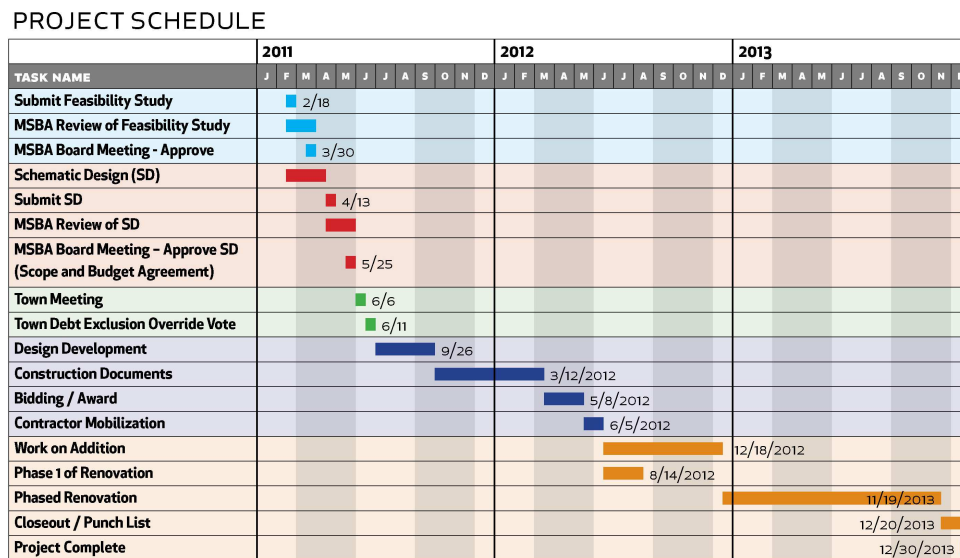 PROJECT SCHEDULE
2011 2012 2013
TASK NAME J F M A M J J A S O N D J F M A M J J A S O N D J F M A M J J A S O N
Submit Feasibility Study 2/18
MSBA Review of Feasibility Study
MSBA Board Meeting - Approve 3/30
Schematic Design (SD)
Submit SD 4/13
MSBA Review of SD
MSBA Board Meeting – Approve SD
(Scope and Budget Agreement) 5/25
Town Meeting 6/6
Town Debt Exclusion Override Vote 6/11
Design Development 9/26
Construction Documents 3/12/2012
Bidding / Award 5/8/2012
Contractor Mobilization 6/5/2012
Work on Addition 12/18/2012
Phase 1 of Renovation 8/14/2012
Phased Renovation 11/19/2013
Closeout / Punch List 12/20/2013
Project Complete 12/30/2013